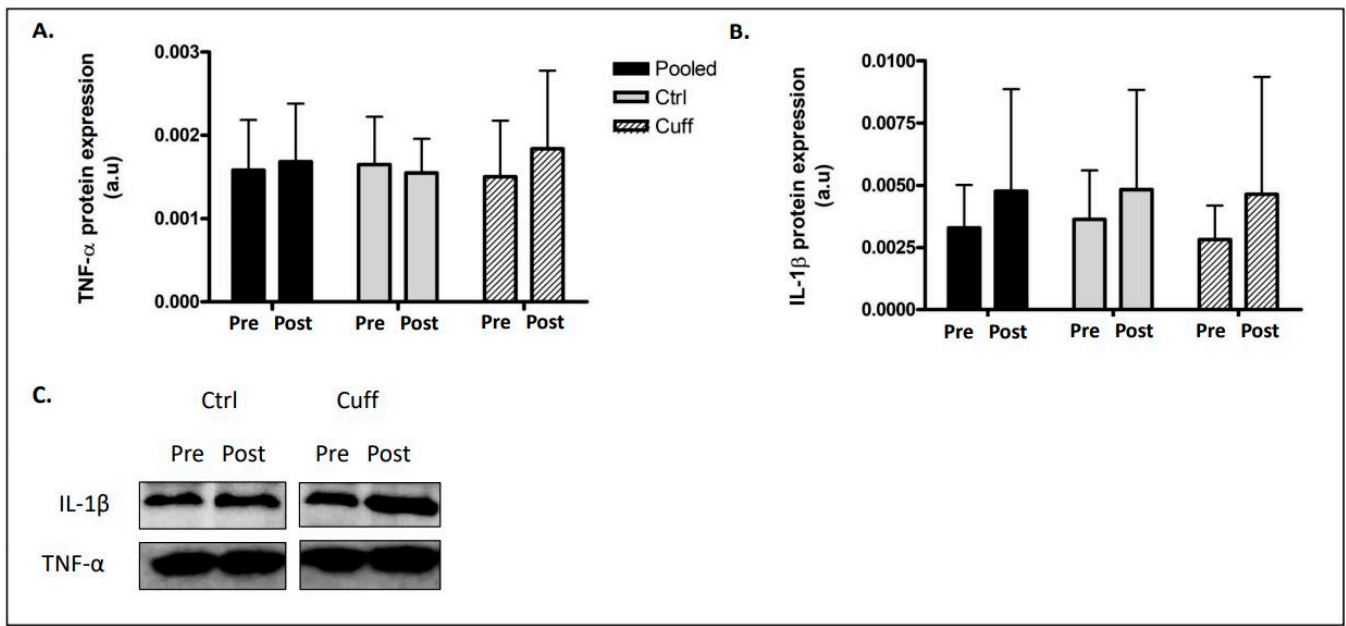 A.
TNF-α protein expression
(a.u)
0.003
0.002
0.001
0.000
Pre Post Pre Post Pre Post
Pooled
Ctrl
Cuff
B.
IL-1β protein expression
(a.u)
0.0100
0.0075
0.0050
0.0025
0.0000
Pre Post Pre Post Pre Post
C.
Ctrl Cuff
Pre Post Pre Post
IL-1β
TNF-α